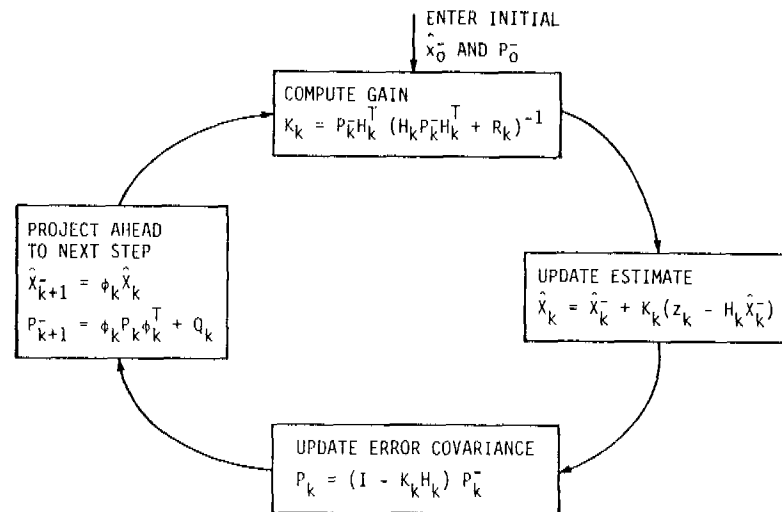 ENTER INITIAL
x̂₀⁻ AND P₀⁻
COMPUTE GAIN
Kₖ = Pₖ⁻Hₖᵀ (HₖPₖ⁻Hₖᵀ + Rₖ)⁻¹
UPDATE ESTIMATE
x̂ₖ = x̂ₖ⁻ + Kₖ(zₖ - Hₖx̂ₖ⁻)
UPDATE ERROR COVARIANCE
Pₖ = (I - KₖHₖ) Pₖ⁻
PROJECT AHEAD
TO NEXT STEP
x̂ₖ₊₁⁻ = ϕₖx̂ₖ
Pₖ₊₁⁻ = ϕₖPₖϕₖᵀ + Qₖ